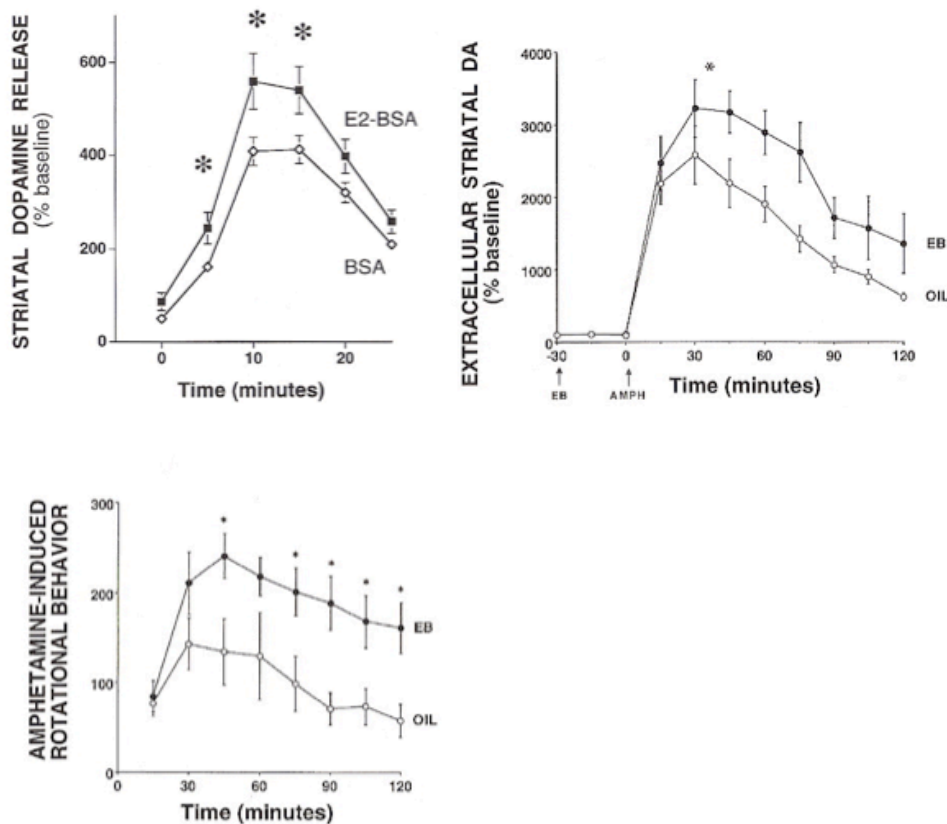 STRIATAL DOPAMINE RELEASE
(% baseline)
600
400
200
0
*
*
*
E2-BSA
BSA
0
10
20
Time (minutes)
EXTRACELLULAR STRIATAL DA
(% baseline)
4000
3000
2000
1000
0
*
EB
OIL
-30
0
30
60
90
120
EB
AMPH
Time (minutes)
AMPHETAMINE-INDUCED
ROTATIONAL BEHAVIOR
300
200
100
0
*
*
*
*
*
EB
OIL
0
30
60
90
120
Time (minutes)